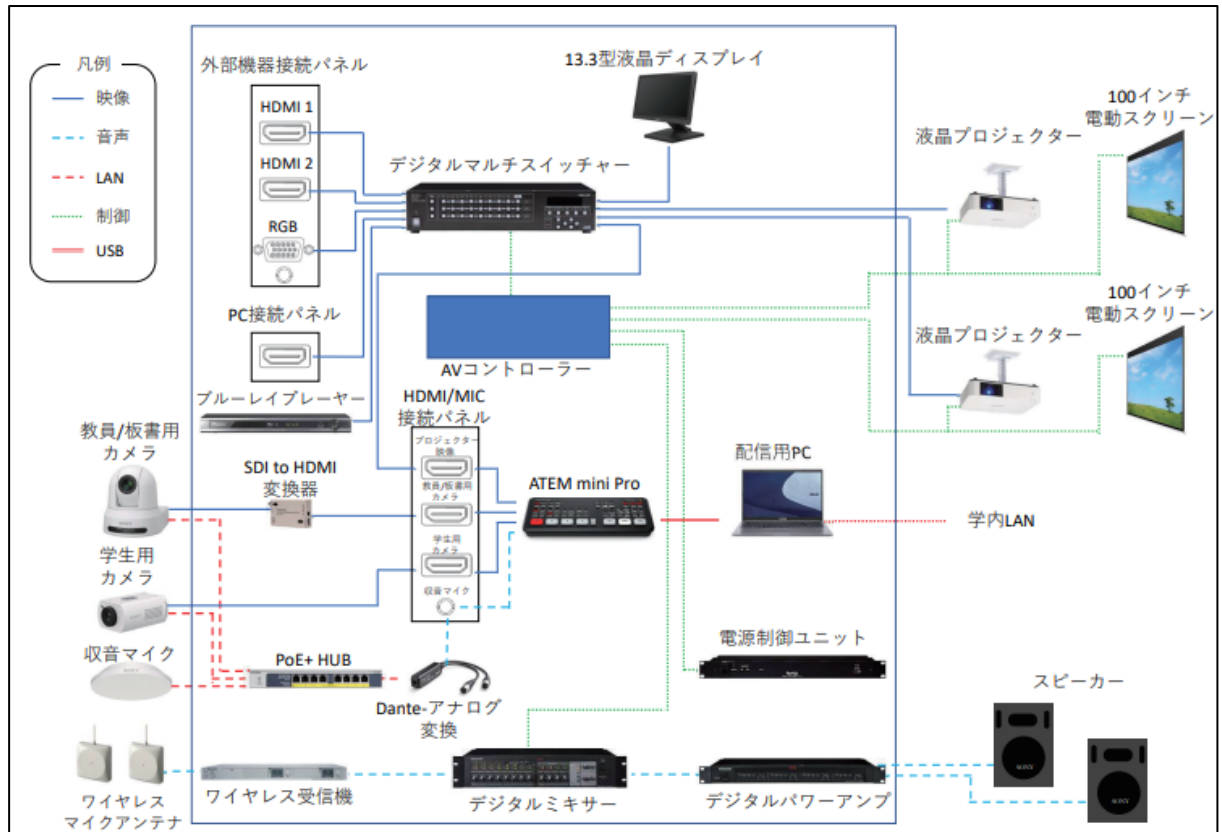 凡例
映像
音声
LAN
制御
USB
外部機器接続パネル
HDMI 1
HDMI 2
RGB
PC接続パネル
ブルーレイプレーヤー
13.3型液晶ディスプレイ
デジタルマルチスイッチャー
AVコントローラー
液晶プロジェクター
100インチ
電動スクリーン
液晶プロジェクター
100インチ
電動スクリーン
教員/板書用
カメラ
SDI to HDMI
変換器
HDMI/MIC
接続パネル
プロジェクター
映像
教員/板書用
カメラ
学生用
カメラ
収音マイク
ATEM mini Pro
配信用PC
学内LAN
学生用
カメラ
収音マイク
PoE+ HUB
Dante-アナログ
変換
電源制御ユニット
スピーカー
SONY
SONY
ワイヤレス
マイクアンテナ
ワイヤレス受信機
デジタルミキサー
デジタルパワーアンプ